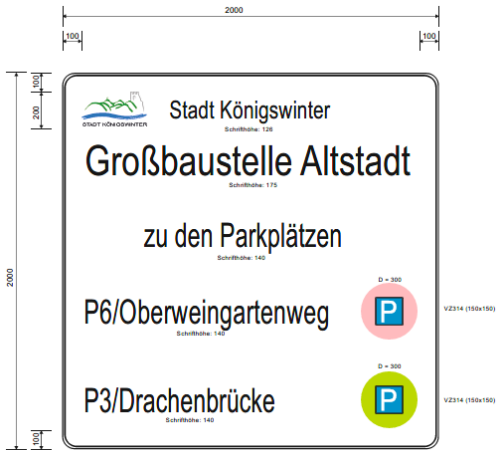 2000
100 100
100
200
2000
100
STADT KÖNIGSWINTER
Stadt Königswinter
Schrifthöhe: 126
Großbaustelle Altstadt
Schrifthöhe: 175
zu den Parkplätzen
Schrifthöhe: 140
D = 300
P6/Oberweingartenweg
Schrifthöhe: 140
P
VZ314 (150x150)
D = 300
P3/Drachenbrücke
Schrifthöhe: 140
P
VZ314 (150x150)